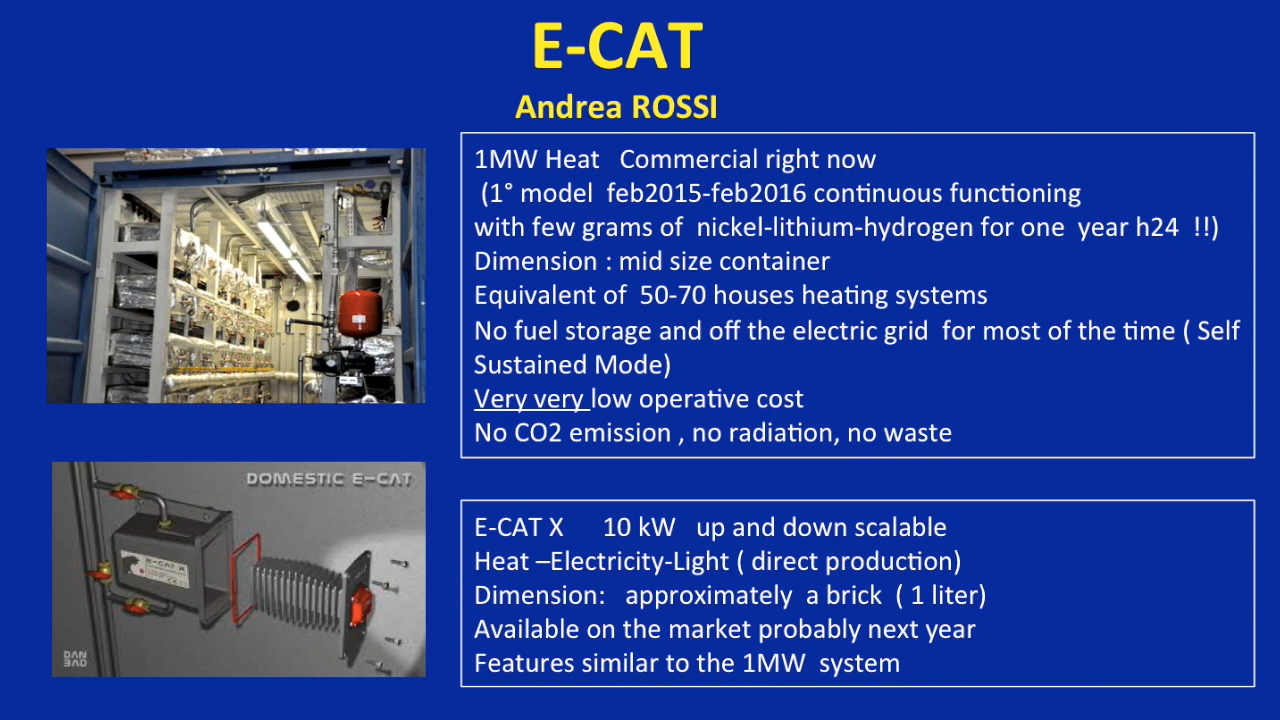 E-CAT
Andrea ROSSI
1MW Heat   Commercial right now
(1° model  feb2015-feb2016 continuous functioning
with few grams of  nickel-lithium-hydrogen for one  year h24  !!)
Dimension : mid size container
Equivalent of  50-70 houses heating systems
No fuel storage and off the electric grid  for most of the time ( Self
Sustained Mode)
Very very low operative cost
No CO2 emission , no radiation, no waste
DOMESTIC E-CAT
E-CAT X
DAN
BAD
E-CAT X      10 kW   up and down scalable
Heat –Electricity-Light ( direct production)
Dimension:   approximately  a brick  ( 1 liter)
Available on the market probably next year
Features similar to the 1MW  system